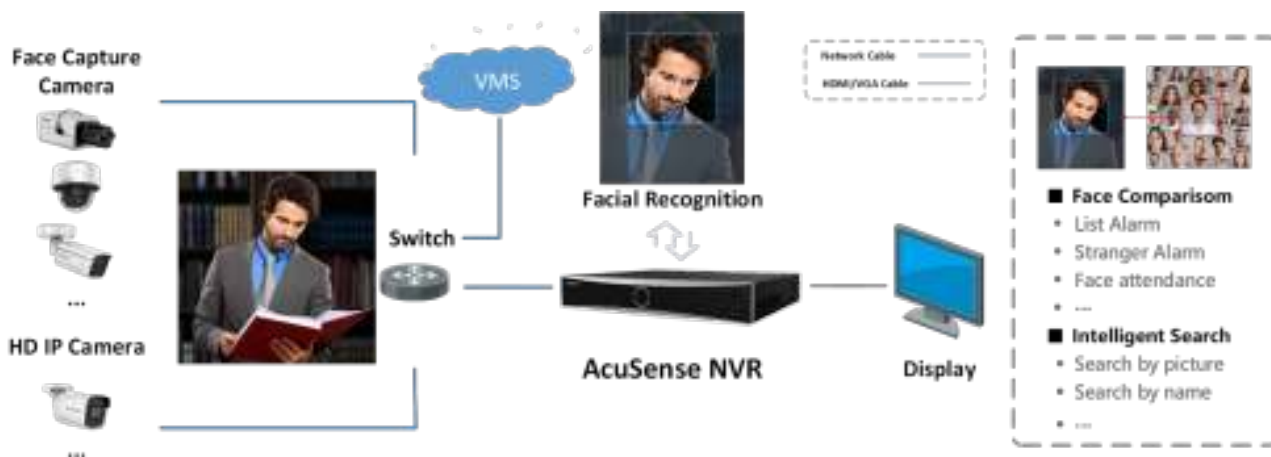 Face Capture
Camera
...
HD IP Camera
...
VMS
Switch
Facial Recognition
AcuSense NVR
Display
Network Cable
HDMI/VGA Cable
■ Face Comparisom
• List Alarm
• Stranger Alarm
• Face attendance
• ...
■ Intelligent Search
• Search by picture
• Search by name
• ...